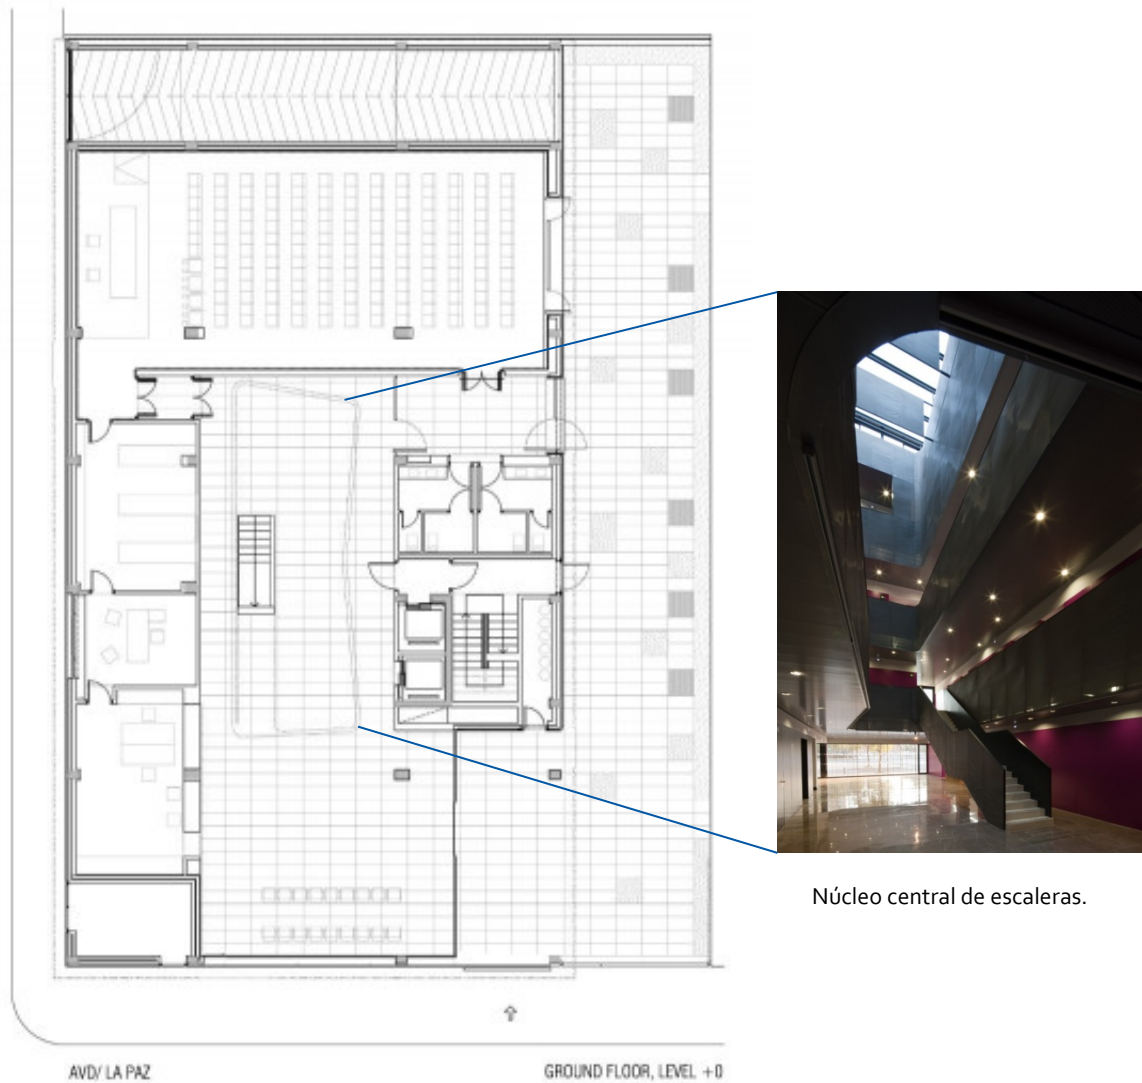 Núcleo central de escaleras.
AVD/ LA PAZ
GROUND FLOOR, LEVEL +0